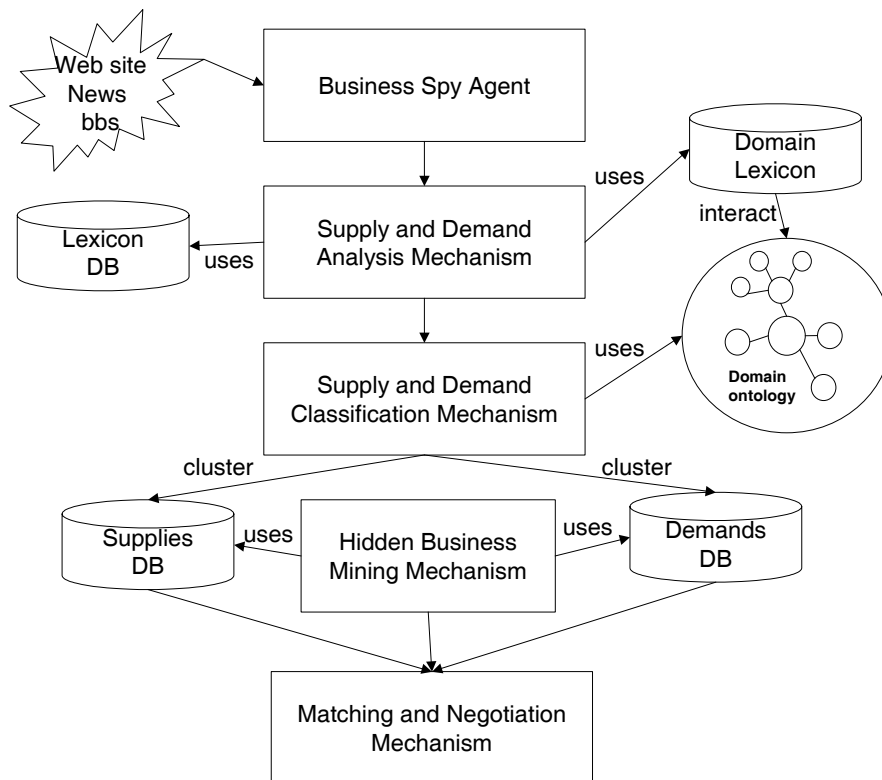 Web site
News
bbs
Business Spy Agent
Domain
Lexicon
uses
interact
Lexicon
DB
uses
Supply and Demand
Analysis Mechanism
uses
Supply and Demand
Classification Mechanism
Domain
ontology
cluster
cluster
Supplies
DB
uses
Hidden Business
Mining Mechanism
uses
Demands
DB
Matching and Negotiation
Mechanism